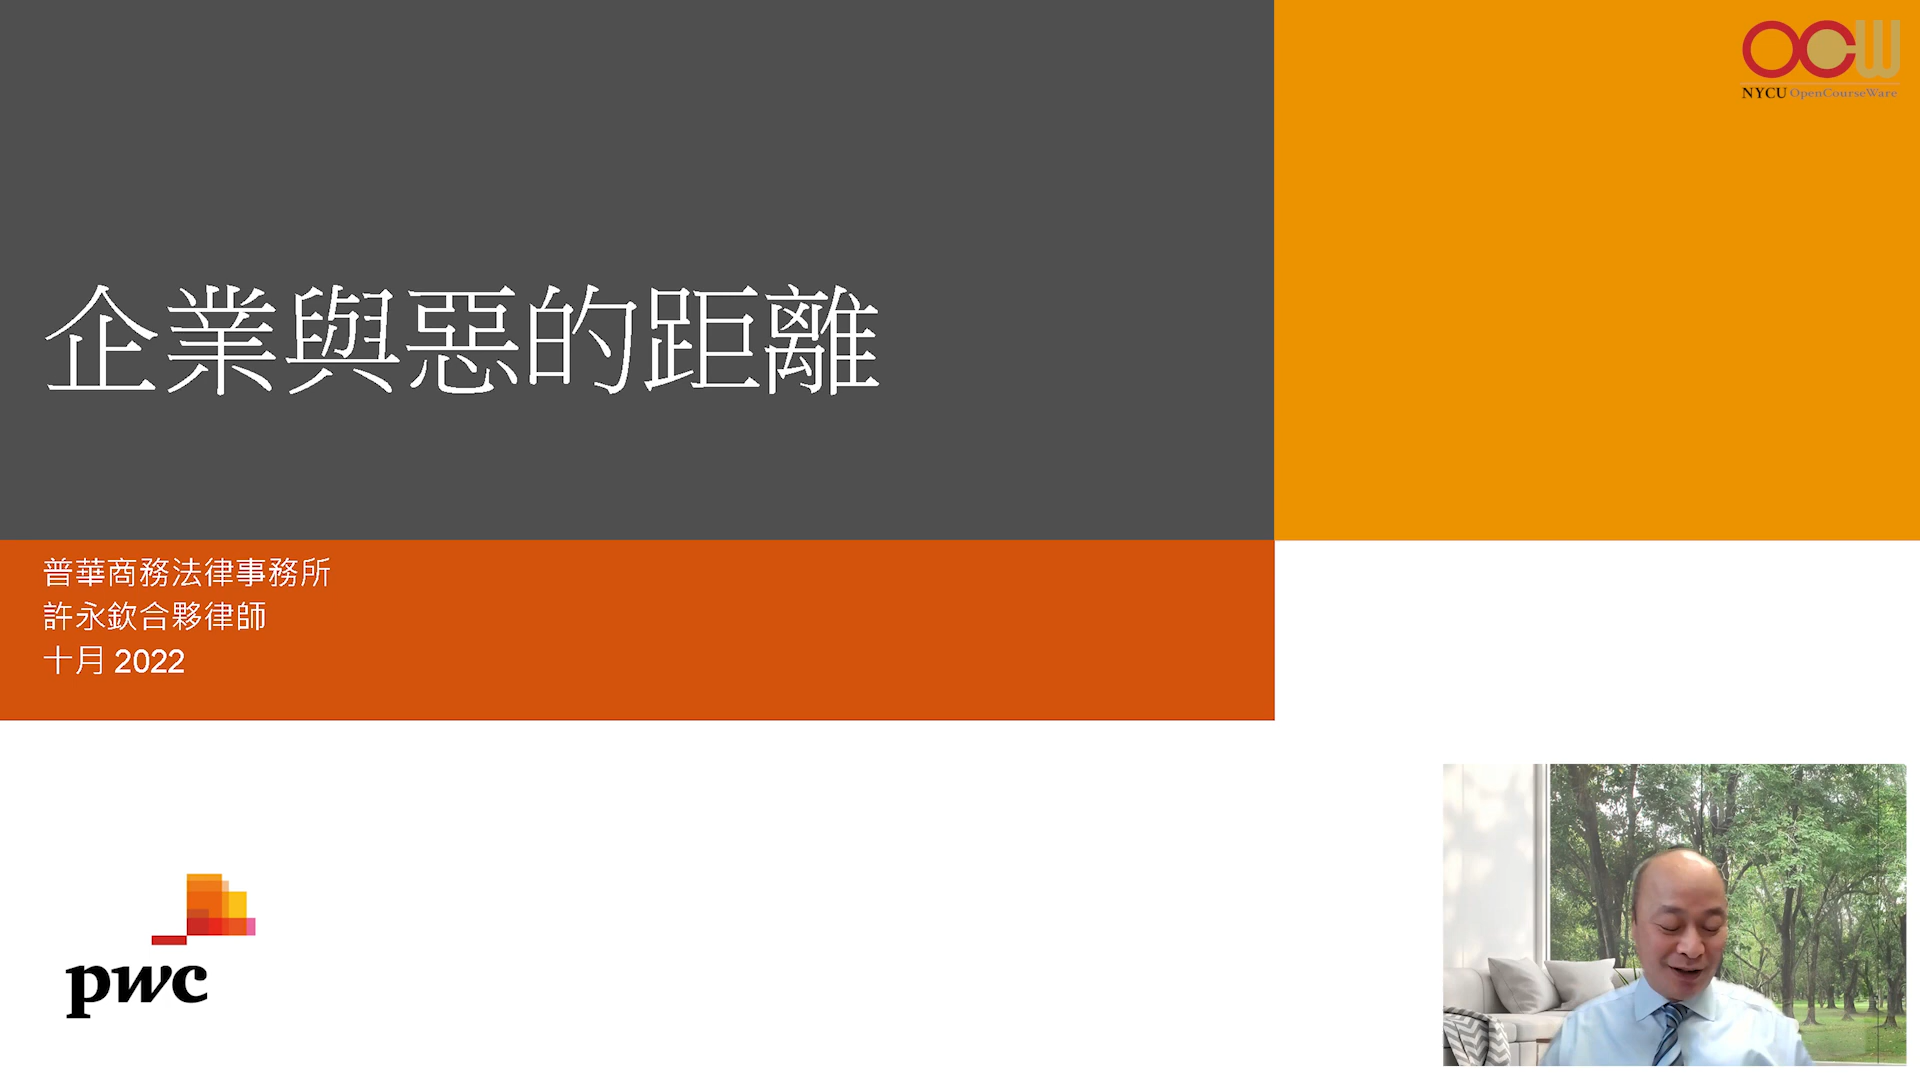 OCW
NYCU OpenCourseWare
企業與惡的距離
普華商務法律事務所
許永欽合夥律師
十月 2022
pwc